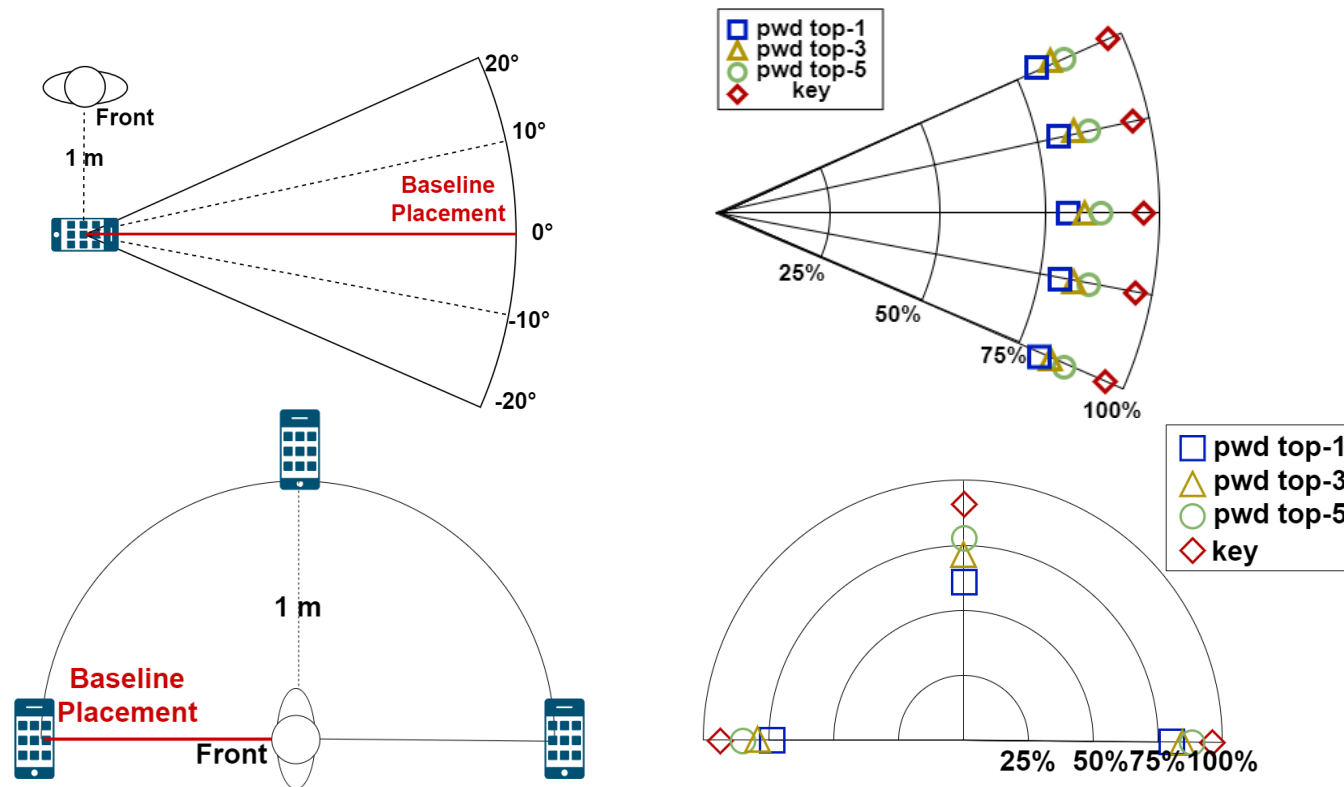 20°
Front
10°
1 m
Baseline
Placement
0°
-10°
-20°
pwd top-1
pwd top-3
pwd top-5
key
25%
50%
75%
100%
1 m
Baseline
Placement
Front
pwd top-1
pwd top-3
pwd top-5
key
25%
50%
75%
100%